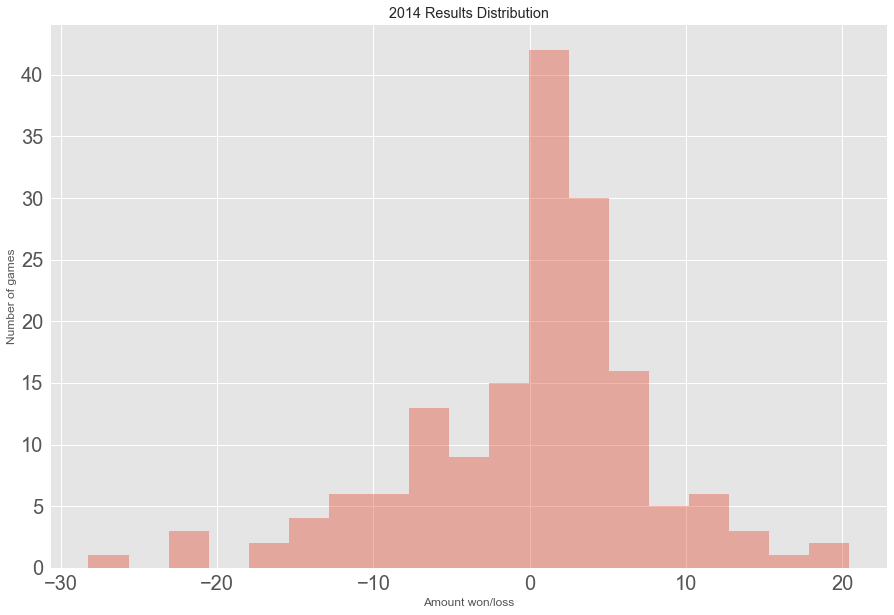 2014 Results Distribution
Number of games
40
35
30
25
20
15
10
5
0
−30 −20 −10 0 10 20
Amount won/loss